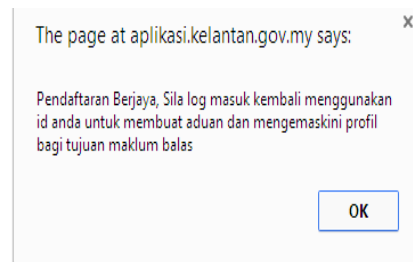 The page at aplikasi.kelantan.gov.my says:
x
Pendaftaran Berjaya, Sila log masuk kembali menggunakan
id anda untuk membuat aduan dan mengemaskini profil
bagi tujuan maklum balas
OK